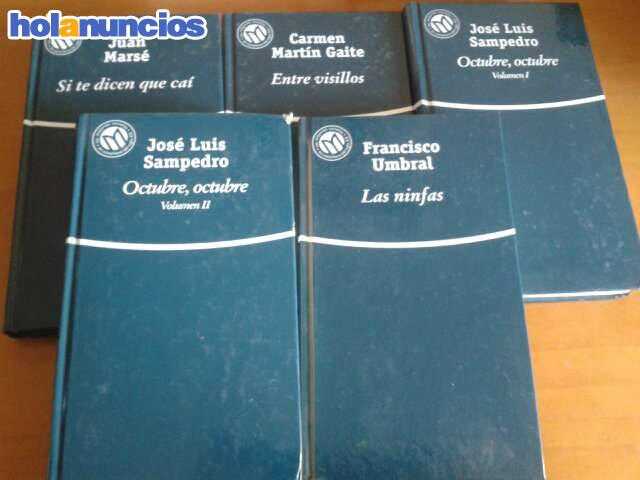 holanuncios
Juan
Marsé
Si te dicen que caí
Carmen
Martín Gaite
Entre visillos
José Luis
Sampedro
Octubre, octubre
Volumen I
José Luis
Sampedro
Octubre, octubre
Volumen II
Francisco
Umbral
Las ninfas